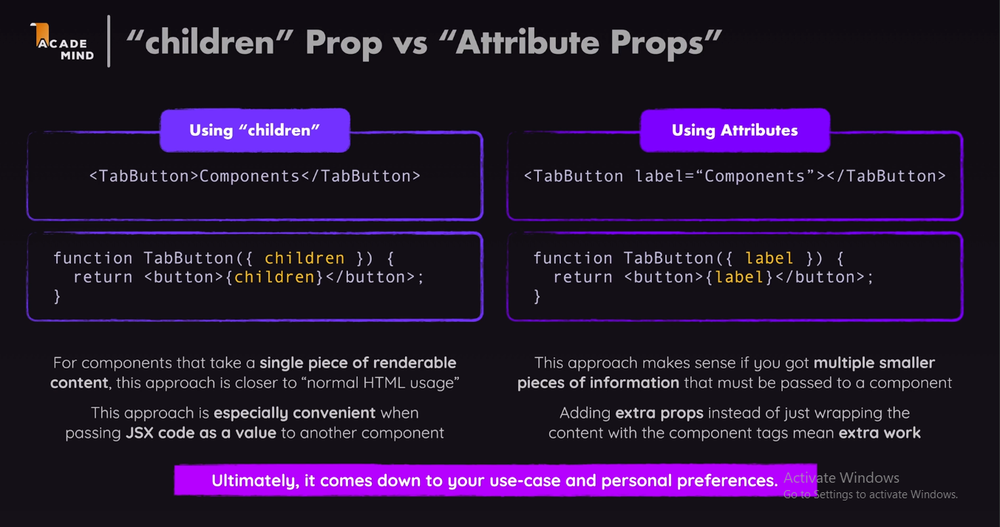 ACADE
MIND
“children” Prop vs “Attribute Props”
Using “children”
<TabButton>Components</TabButton>
function TabButton({ children }) {
return <button>{children}</button>;
}
For components that take a single piece of renderable
content, this approach is closer to “normal HTML usage”
This approach is especially convenient when
passing JSX code as a value to another component
Using Attributes
<TabButton label=“Components”></TabButton>
function TabButton({ label }) {
return <button>{label}</button>;
}
This approach makes sense if you got multiple smaller
pieces of information that must be passed to a component
Adding extra props instead of just wrapping the
content with the component tags mean extra work
Ultimately, it comes down to your use-case and personal preferences.
Activate Windows
Go to Settings to activate Windows.